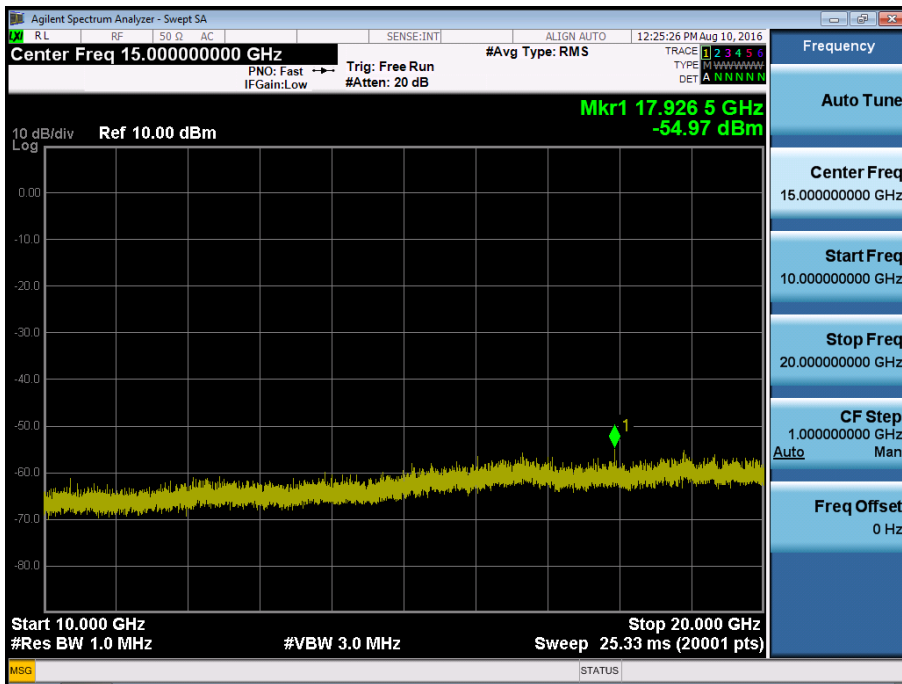 Agilent Spectrum Analyzer - Swept SA
LXI RL RF 50 Ω AC SENSE:INT ALIGN AUTO 12:25:26 PM Aug 10, 2016
Center Freq 15.000000000 GHz
PNO: Fast
IFGain:Low
Trig: Free Run
#Atten: 20 dB
#Avg Type: RMS
TRACE 1 2 3 4 5 6
TYPE M WWWWW
DET A N N N N N
Mkr1 17.926 5 GHz
-54.97 dBm
10 dB/div Ref 10.00 dBm
Log
0.00
-10.0
-20.0
-30.0
-40.0
-50.0
-60.0
-70.0
-80.0
1
Start 10.000 GHz Stop 20.000 GHz
#Res BW 1.0 MHz #VBW 3.0 MHz Sweep 25.33 ms (20001 pts)
MSG STATUS
Frequency
Auto Tune
Center Freq
15.000000000 GHz
Start Freq
10.000000000 GHz
Stop Freq
20.000000000 GHz
CF Step
1.000000000 GHz
Auto Man
Freq Offset
0 Hz